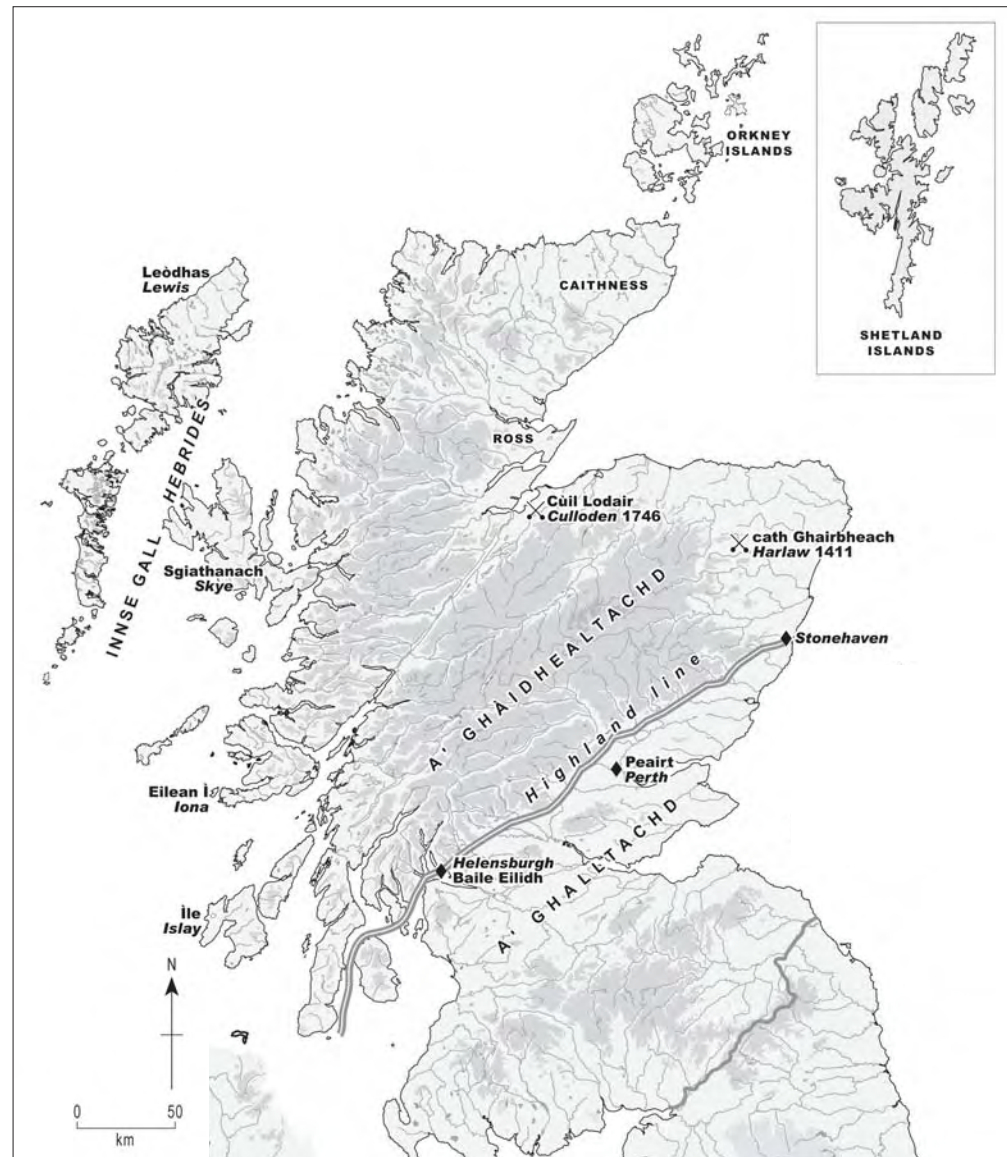 ORKNEY
ISLANDS
Leòdhas
Lewis
CAITHNESS
SHETLAND
ISLANDS
INNSE GALL HEBRIDES
ROSS
Cùil Lodair
Culloden 1746
cath Ghairbheach
Harlaw 1411
Sgiathanach
Skye
A' GHÀIDHEALTACHD
Stonehaven
Highland line
Peairt
Perth
Eilean Ì
Iona
Helensburgh
Baile Eilidh
A' GHALLTACHD
Ìle
Islay
N
0 50
km